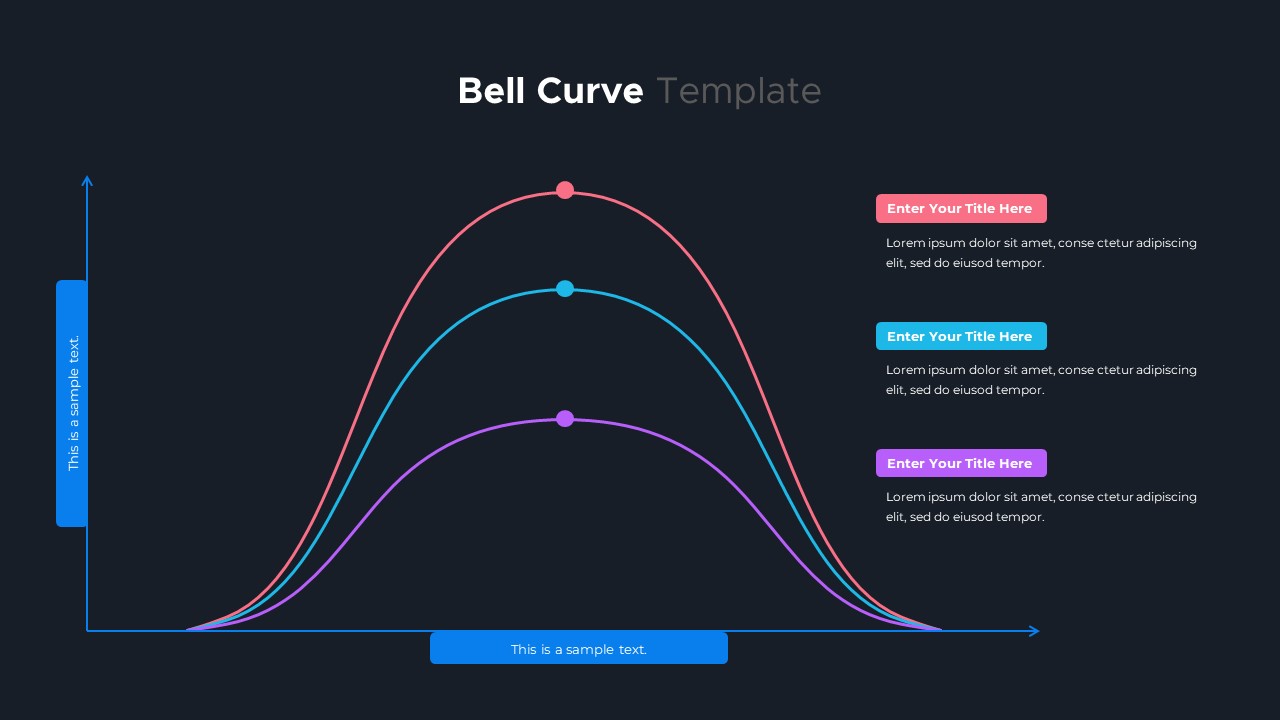 Bell Curve Template
This is a sample text.
Enter Your Title Here
Lorem ipsum dolor sit amet, conse ctetur adipiscing
elit, sed do eiusod tempor.
Enter Your Title Here
Lorem ipsum dolor sit amet, conse ctetur adipiscing
elit, sed do eiusod tempor.
Enter Your Title Here
Lorem ipsum dolor sit amet, conse ctetur adipiscing
elit, sed do eiusod tempor.
This is a sample text.